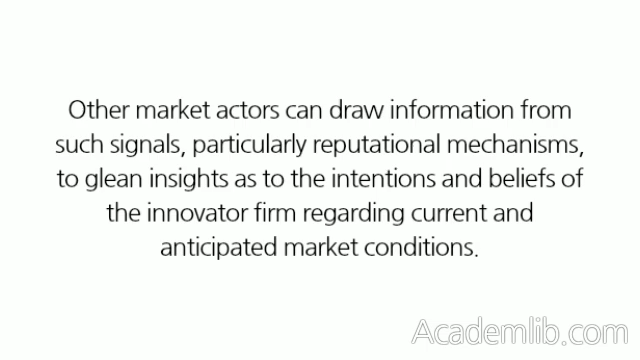 Other market actors can draw information from
such signals, particularly reputational mechanisms,
to glean insights as to the intentions and beliefs of
the innovator firm regarding current and
anticipated market conditions.
Academlib.com